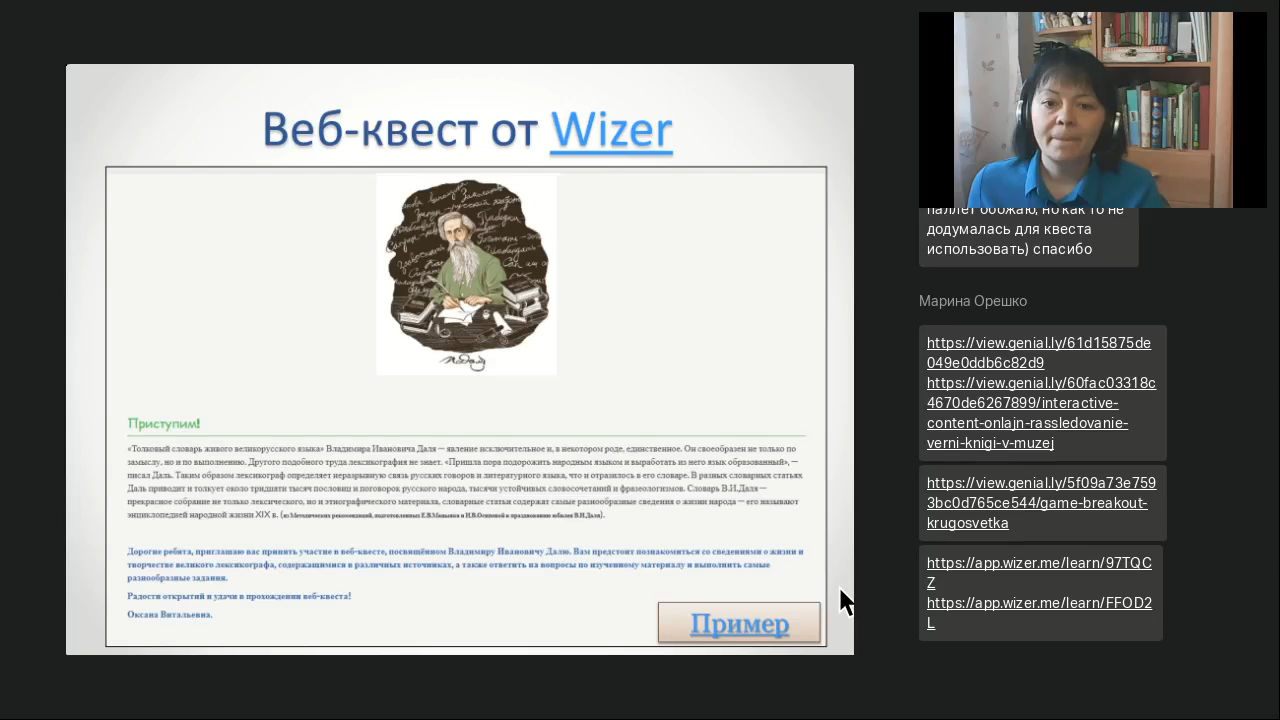 Веб-квест от Wizer
Приступим!
«Толковый словарь живого великорусского языка» Владимира Ивановича Даля — явление исключительное и, в некотором роде, единственное. Он своеобразен не только по
замыслу, но и по выполнению. Другого подобного труда лексикография не знает. «Пришла пора подорожить народным языком и выработать из него язык образованный», —
писал Даль. Таким образом лексикограф определяет неразрывную связь русских говоров и литературного языка, что и отразилось в его словаре. В разных словарных статьях
Даль приводит и толкует около тридцати тысяч пословиц и поговорок русского народа, тысячи устойчивых словосочетаний и фразеологизмов. Словарь В.И.Даля —
прекрасное собрание не только лексического, но и этнографического материала, словарные статьи содержат самые разнообразные сведения о жизни народа — его называют
энциклопедией народной жизни XIX в.
Дорогие ребята, приглашаю вас принять участие в веб-квесте, посвящённом Владимиру Ивановичу Далю. Вам предстоит познакомиться со сведениями о жизни и
творчестве великого лексикографа, содержащимися в различных источниках, а также ответить на вопросы по изученному материалу и выполнить самые
разнообразные задания.
Радости открытий и удачи в прохождении веб-квеста!
Оксана Витальевна.
Пример
паллет обожаю, но как то не
додумалась для квеста
использовать) спасибо
Марина Орешко
https://view.genial.ly/61d15875de
049e0ddb6c82d9
https://view.genial.ly/60fac03318c
4670de6267899/interactive-
content-onlajn-rassledovanie-
verni-knigi-v-muzej
https://view.genial.ly/5f09a73e759
3bc0d765ce544/game-breakout-
krugosvetka
https://app.wizer.me/learn/97TQC
Z
https://app.wizer.me/learn/FFOD2
L